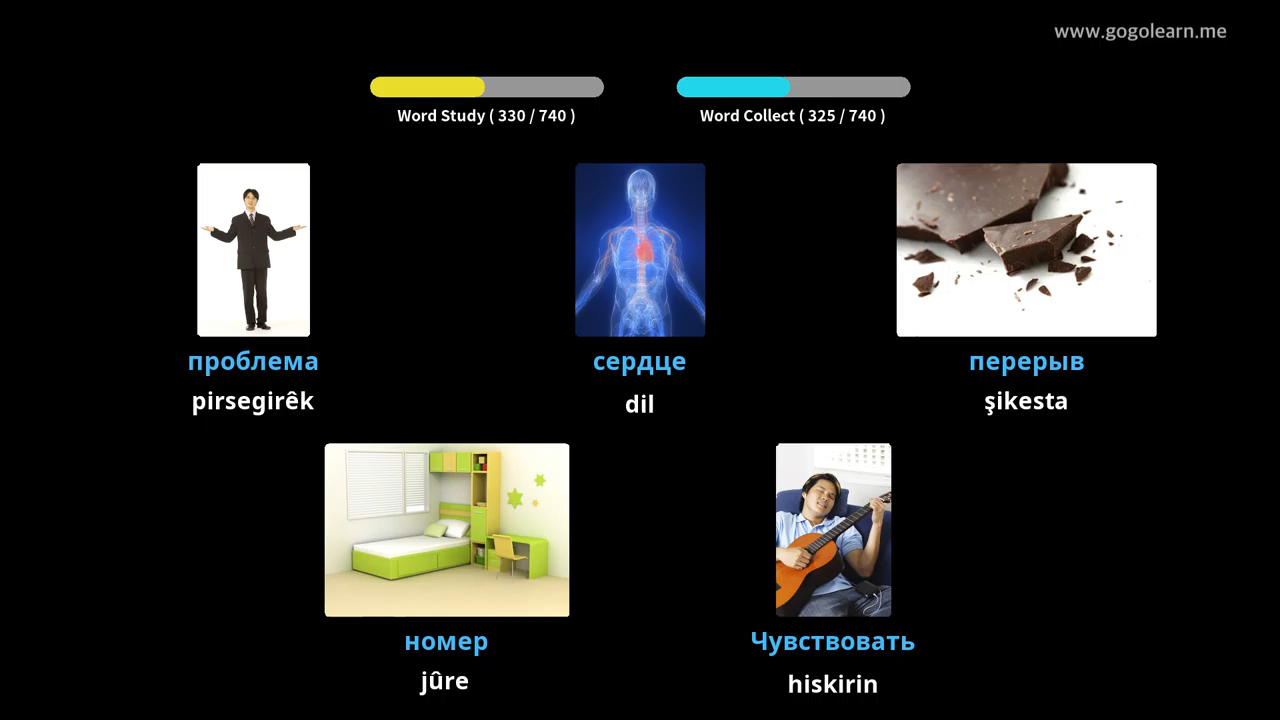 www.gogolearn.me
Word Study ( 330 / 740 )
Word Collect ( 325 / 740 )
проблема
pirsegirêk
сердце
dil
перерыв
şikesta
номер
jûre
Чувствовать
hiskirin